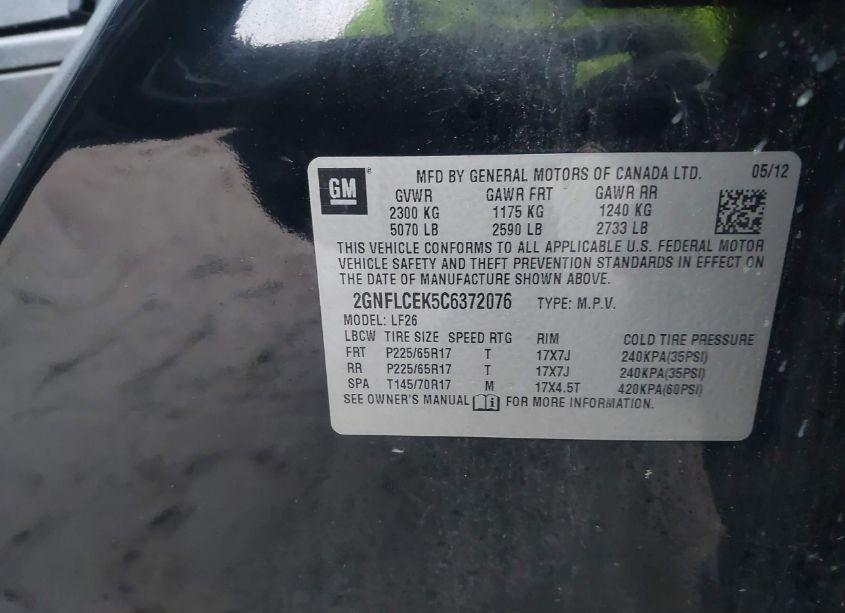 GM ® MFD BY GENERAL MOTORS OF CANADA LTD. 05/12
GVWR GAWR FRT GAWR RR
2300 KG 1175 KG 1240 KG
5070 LB 2590 LB 2733 LB
THIS VEHICLE CONFORMS TO ALL APPLICABLE U.S. FEDERAL MOTOR
VEHICLE SAFETY AND THEFT PREVENTION STANDARDS IN EFFECT ON
THE DATE OF MANUFACTURE SHOWN ABOVE.
2GNFLCEK5C6372076 TYPE: M.P.V.
MODEL: LF26
LBCW TIRE SIZE SPEED RTG RIM COLD TIRE PRESSURE
FRT P225/65R17 T 17X7J 240KPA(35PSI)
RR P225/65R17 T 17X7J 240KPA(35PSI)
SPA T145/70R17 M 17X4.5T 420KPA(60PSI)
SEE OWNER'S MANUAL FOR MORE INFORMATION.